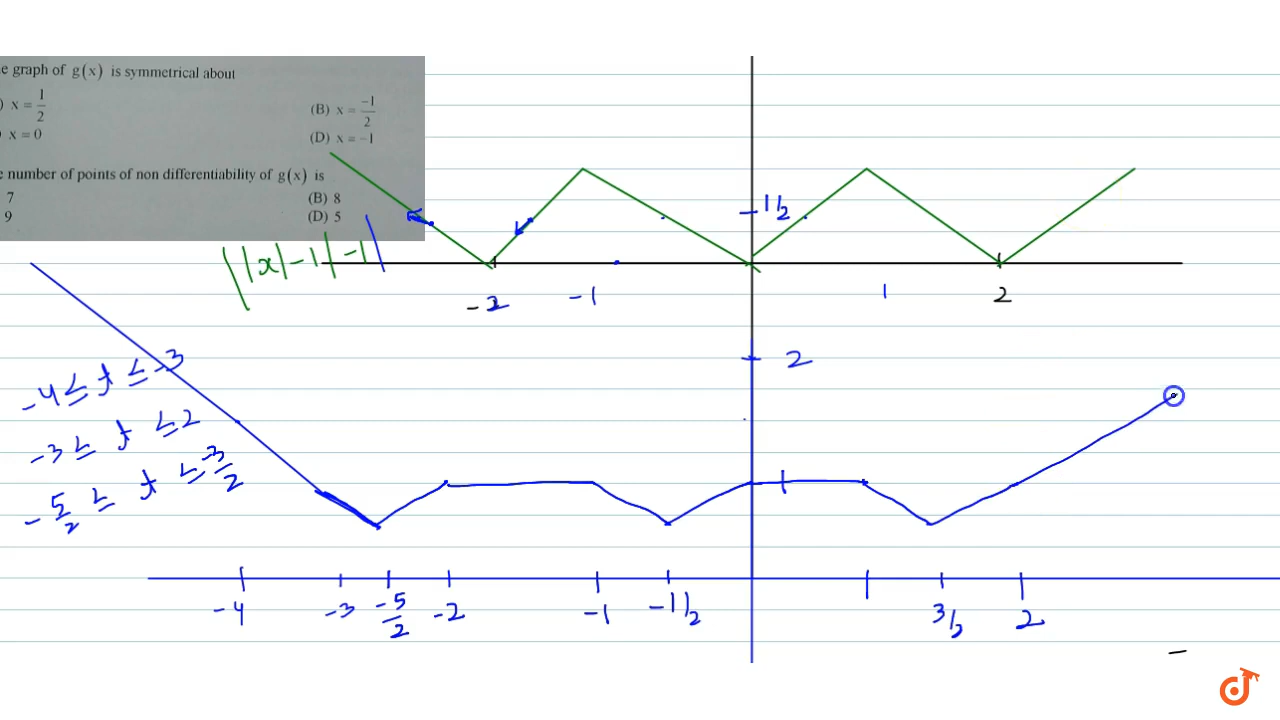 e graph of g(x) is symmetrical about
) x = 1/2
(B) x = -1/2
x = 0
(D) x = -1
e number of points of non differentiability of g(x) is
7
(B) 8
9
(D) 5
||x|-1|-1|
-1/2
-2 -1 1 2
2
-4 ≤ t ≤ -3
-3 ≤ t ≤ 2
-5/2 ≤ t ≤ -3/2
1
-4 -3 -5/2 -2 -1 -1/2 3/2 2